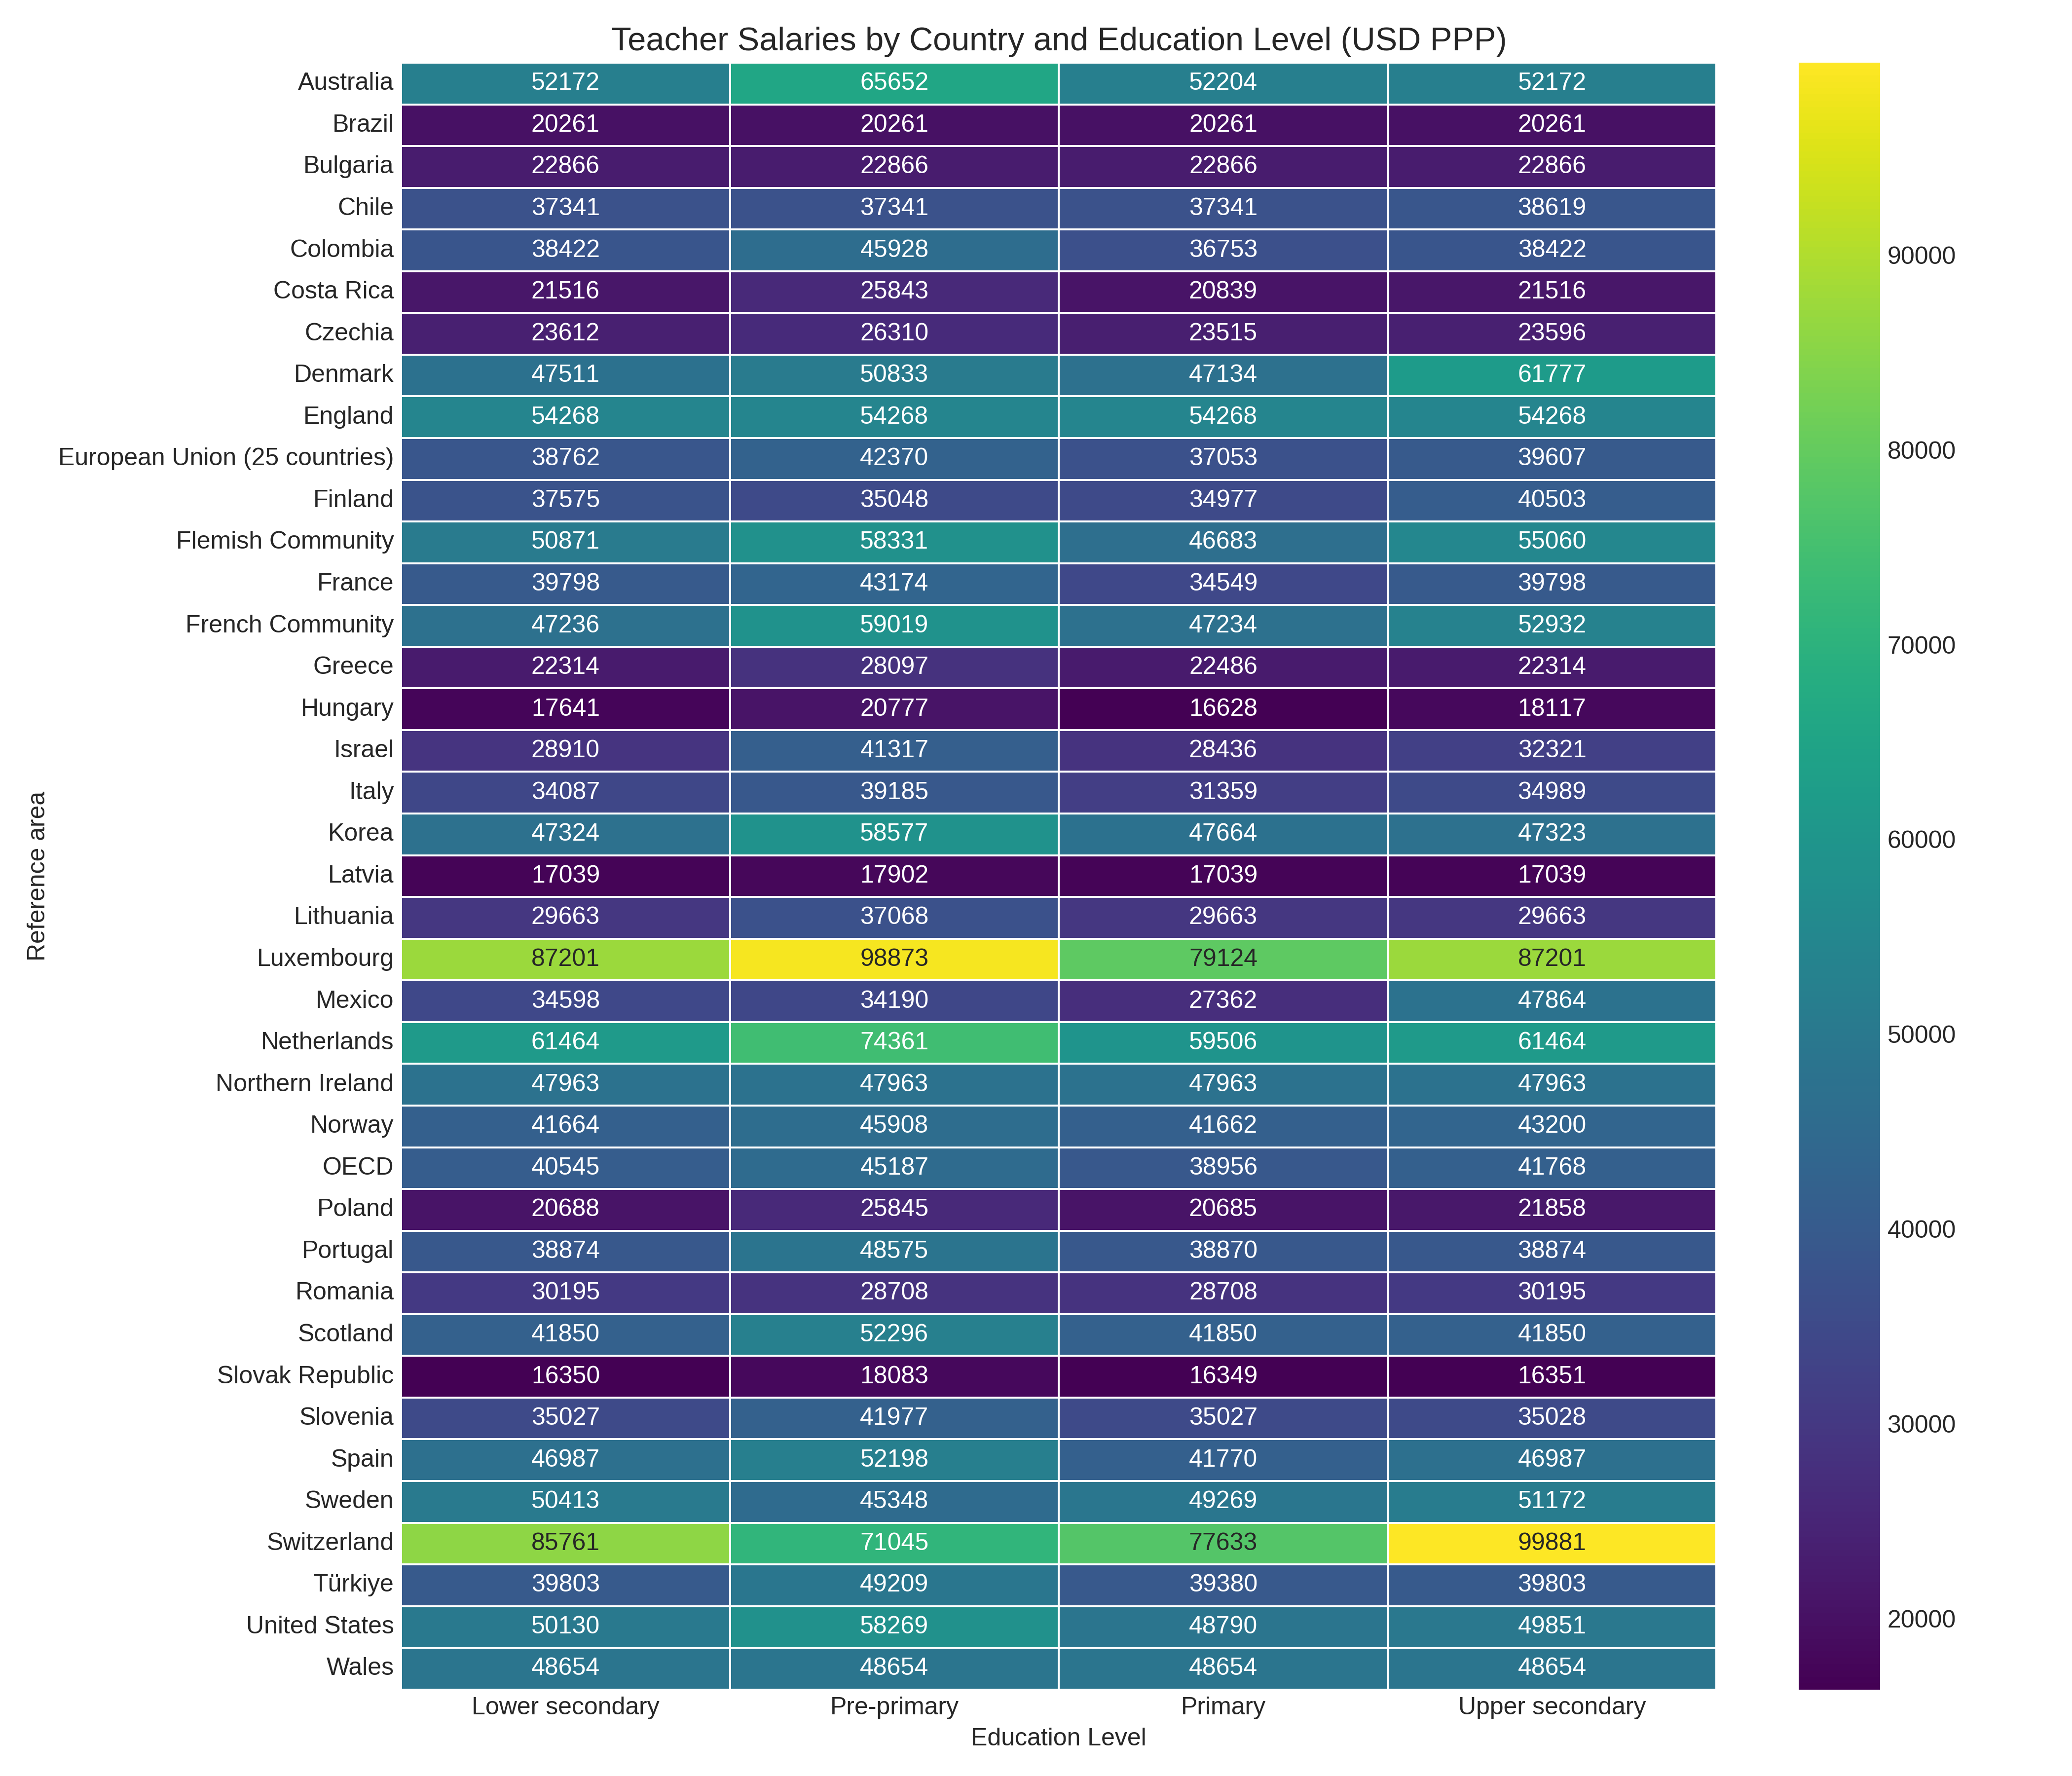 Teacher Salaries by Country and Education Level (USD PPP)
Reference area
Australia 52172 65652 52204 52172
Brazil 20261 20261 20261 20261
Bulgaria 22866 22866 22866 22866
Chile 37341 37341 37341 38619
Colombia 38422 45928 36753 38422
Costa Rica 21516 25843 20839 21516
Czechia 23612 26310 23515 23596
Denmark 47511 50833 47134 61777
England 54268 54268 54268 54268
European Union (25 countries) 38762 42370 37053 39607
Finland 37575 35048 34977 40503
Flemish Community 50871 58331 46683 55060
France 39798 43174 34549 39798
French Community 47236 59019 47234 52932
Greece 22314 28097 22486 22314
Hungary 17641 20777 16628 18117
Israel 28910 41317 28436 32321
Italy 34087 39185 31359 34989
Korea 47324 58577 47664 47323
Latvia 17039 17902 17039 17039
Lithuania 29663 37068 29663 29663
Luxembourg 87201 98873 79124 87201
Mexico 34598 34190 27362 47864
Netherlands 61464 74361 59506 61464
Northern Ireland 47963 47963 47963 47963
Norway 41664 45908 41662 43200
OECD 40545 45187 38956 41768
Poland 20688 25845 20685 21858
Portugal 38874 48575 38870 38874
Romania 30195 28708 28708 30195
Scotland 41850 52296 41850 41850
Slovak Republic 16350 18083 16349 16351
Slovenia 35027 41977 35027 35028
Spain 46987 52198 41770 46987
Sweden 50413 45348 49269 51172
Switzerland 85761 71045 77633 99881
Türkiye 39803 49209 39380 39803
United States 50130 58269 48790 49851
Wales 48654 48654 48654 48654
Lower secondary Pre-primary Primary Upper secondary
Education Level
90000
80000
70000
60000
50000
40000
30000
20000